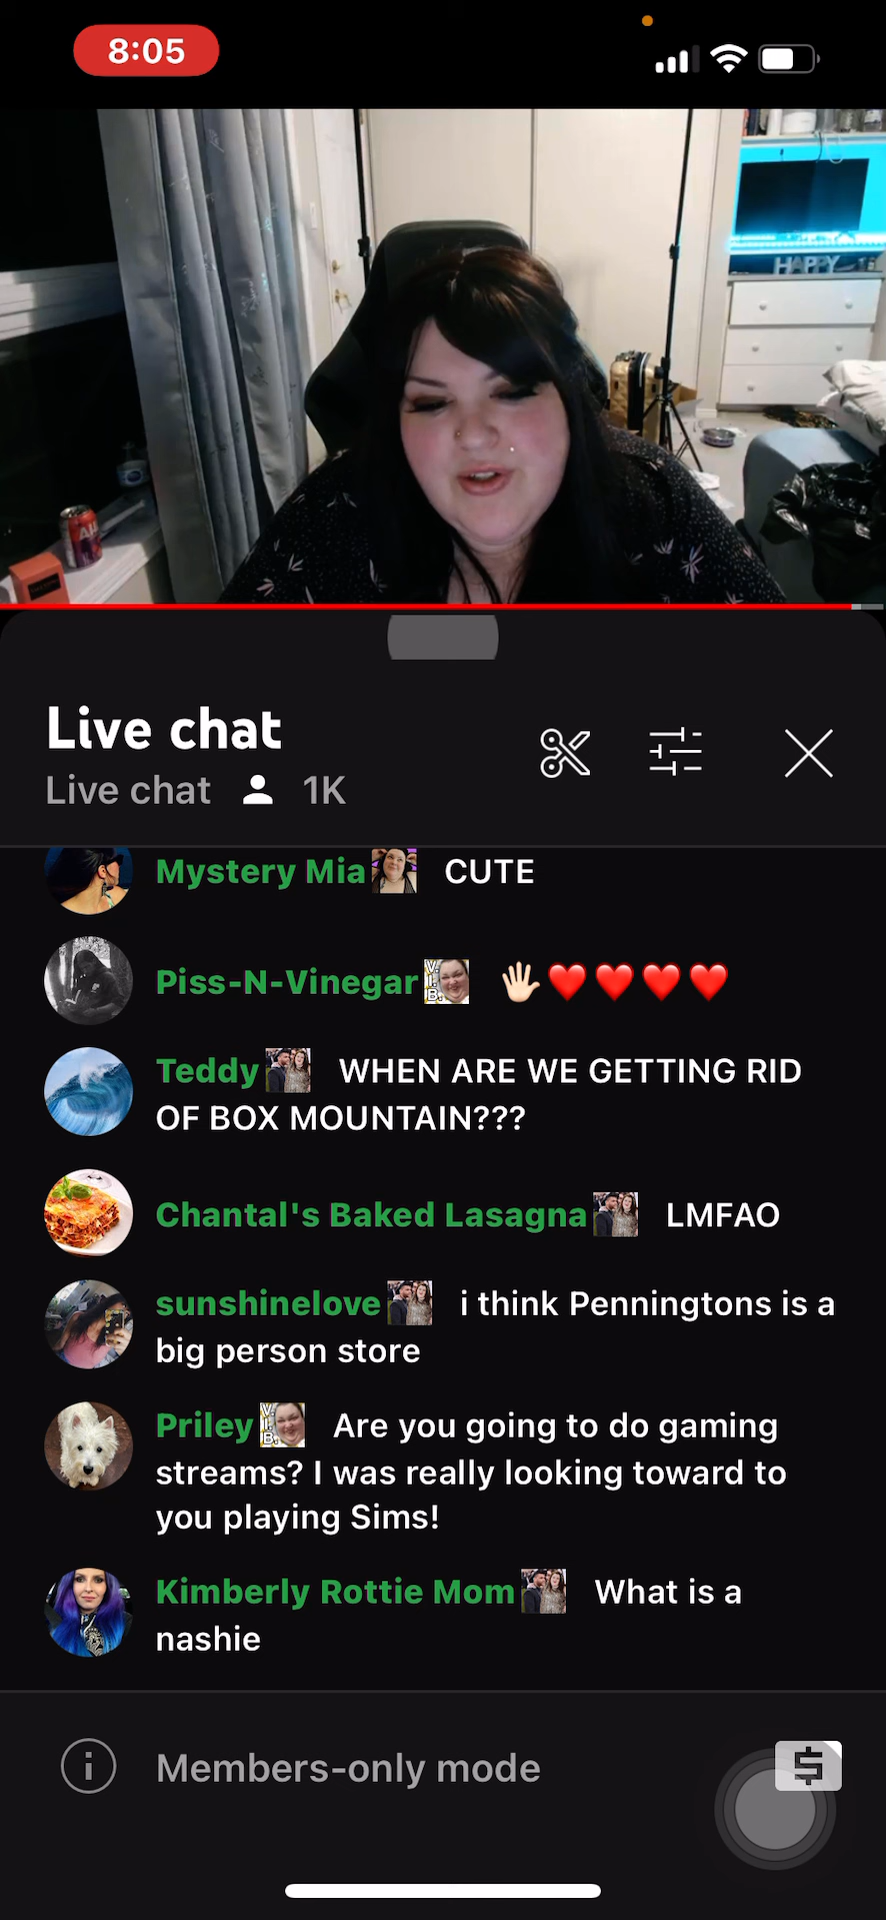 8:05
HAPPY
Live chat
Live chat 1K
Mystery Mia CUTE
Piss-N-Vinegar 🖐🏻❤️❤️❤️❤️
Teddy WHEN ARE WE GETTING RID
OF BOX MOUNTAIN???
Chantal's Baked Lasagna LMFAO
sunshinelove i think Penningtons is a
big person store
Priley Are you going to do gaming
streams? I was really looking toward to
you playing Sims!
Kimberly Rottie Mom What is a
nashie
Members-only mode